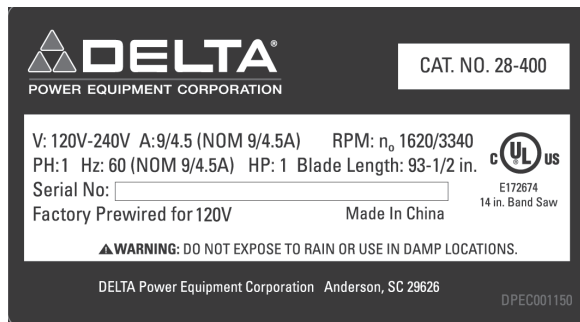 DELTA®
POWER EQUIPMENT CORPORATION
CAT. NO. 28-400
V: 120V-240V A:9/4.5 (NOM 9/4.5A) RPM: n₀ 1620/3340
PH:1 Hz: 60 (NOM 9/4.5A) HP: 1 Blade Length: 93-1/2 in.
Serial No:
Factory Prewired for 120V Made In China
C UL US
E172674
14 in. Band Saw
WARNING: DO NOT EXPOSE TO RAIN OR USE IN DAMP LOCATIONS.
DELTA Power Equipment Corporation Anderson, SC 29626
DPEC001150